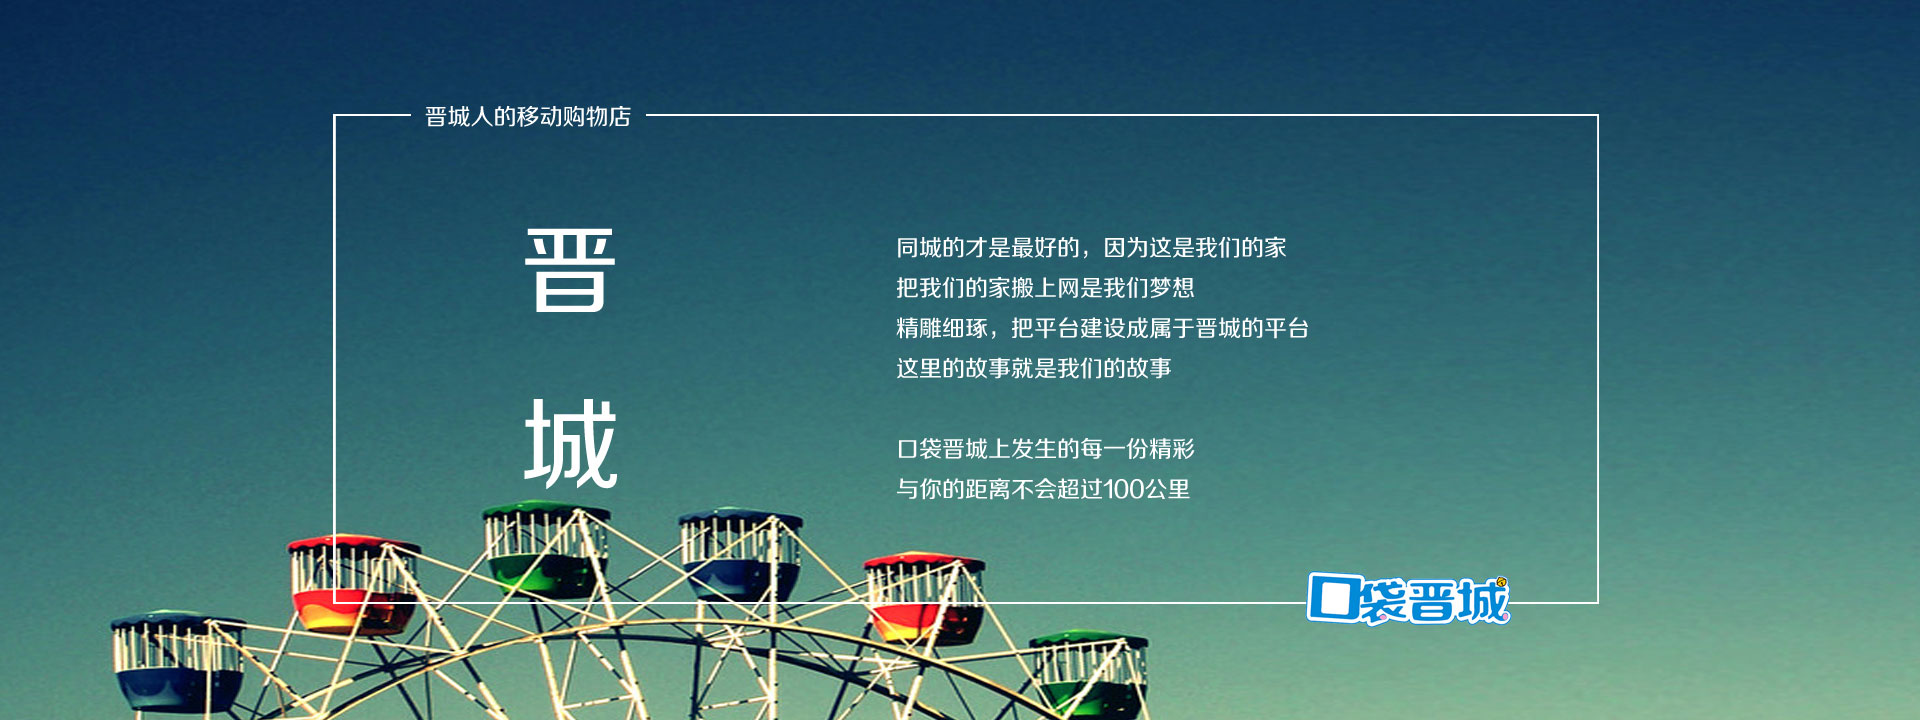 晋城人的移动购物店
晋
城
同城的才是最好的，因为这是我们的家
把我们的家搬上网是我们梦想
精雕细琢，把平台建设成属于晋城的平台
这里的故事就是我们的故事
口袋晋城上发生的每一份精彩
与你的距离不会超过100公里
口袋晋城